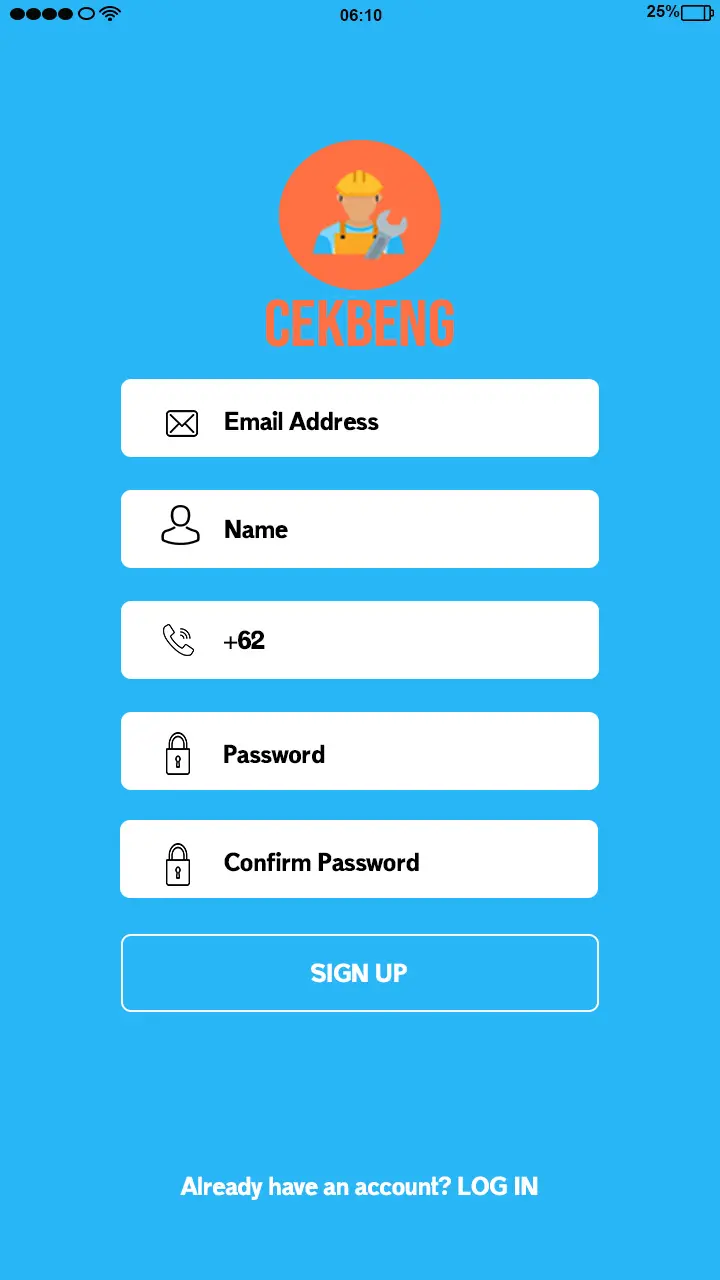 06:10
25%
CEKBENG
Email Address
Name
+62
Password
Confirm Password
SIGN UP
Already have an account? LOG IN